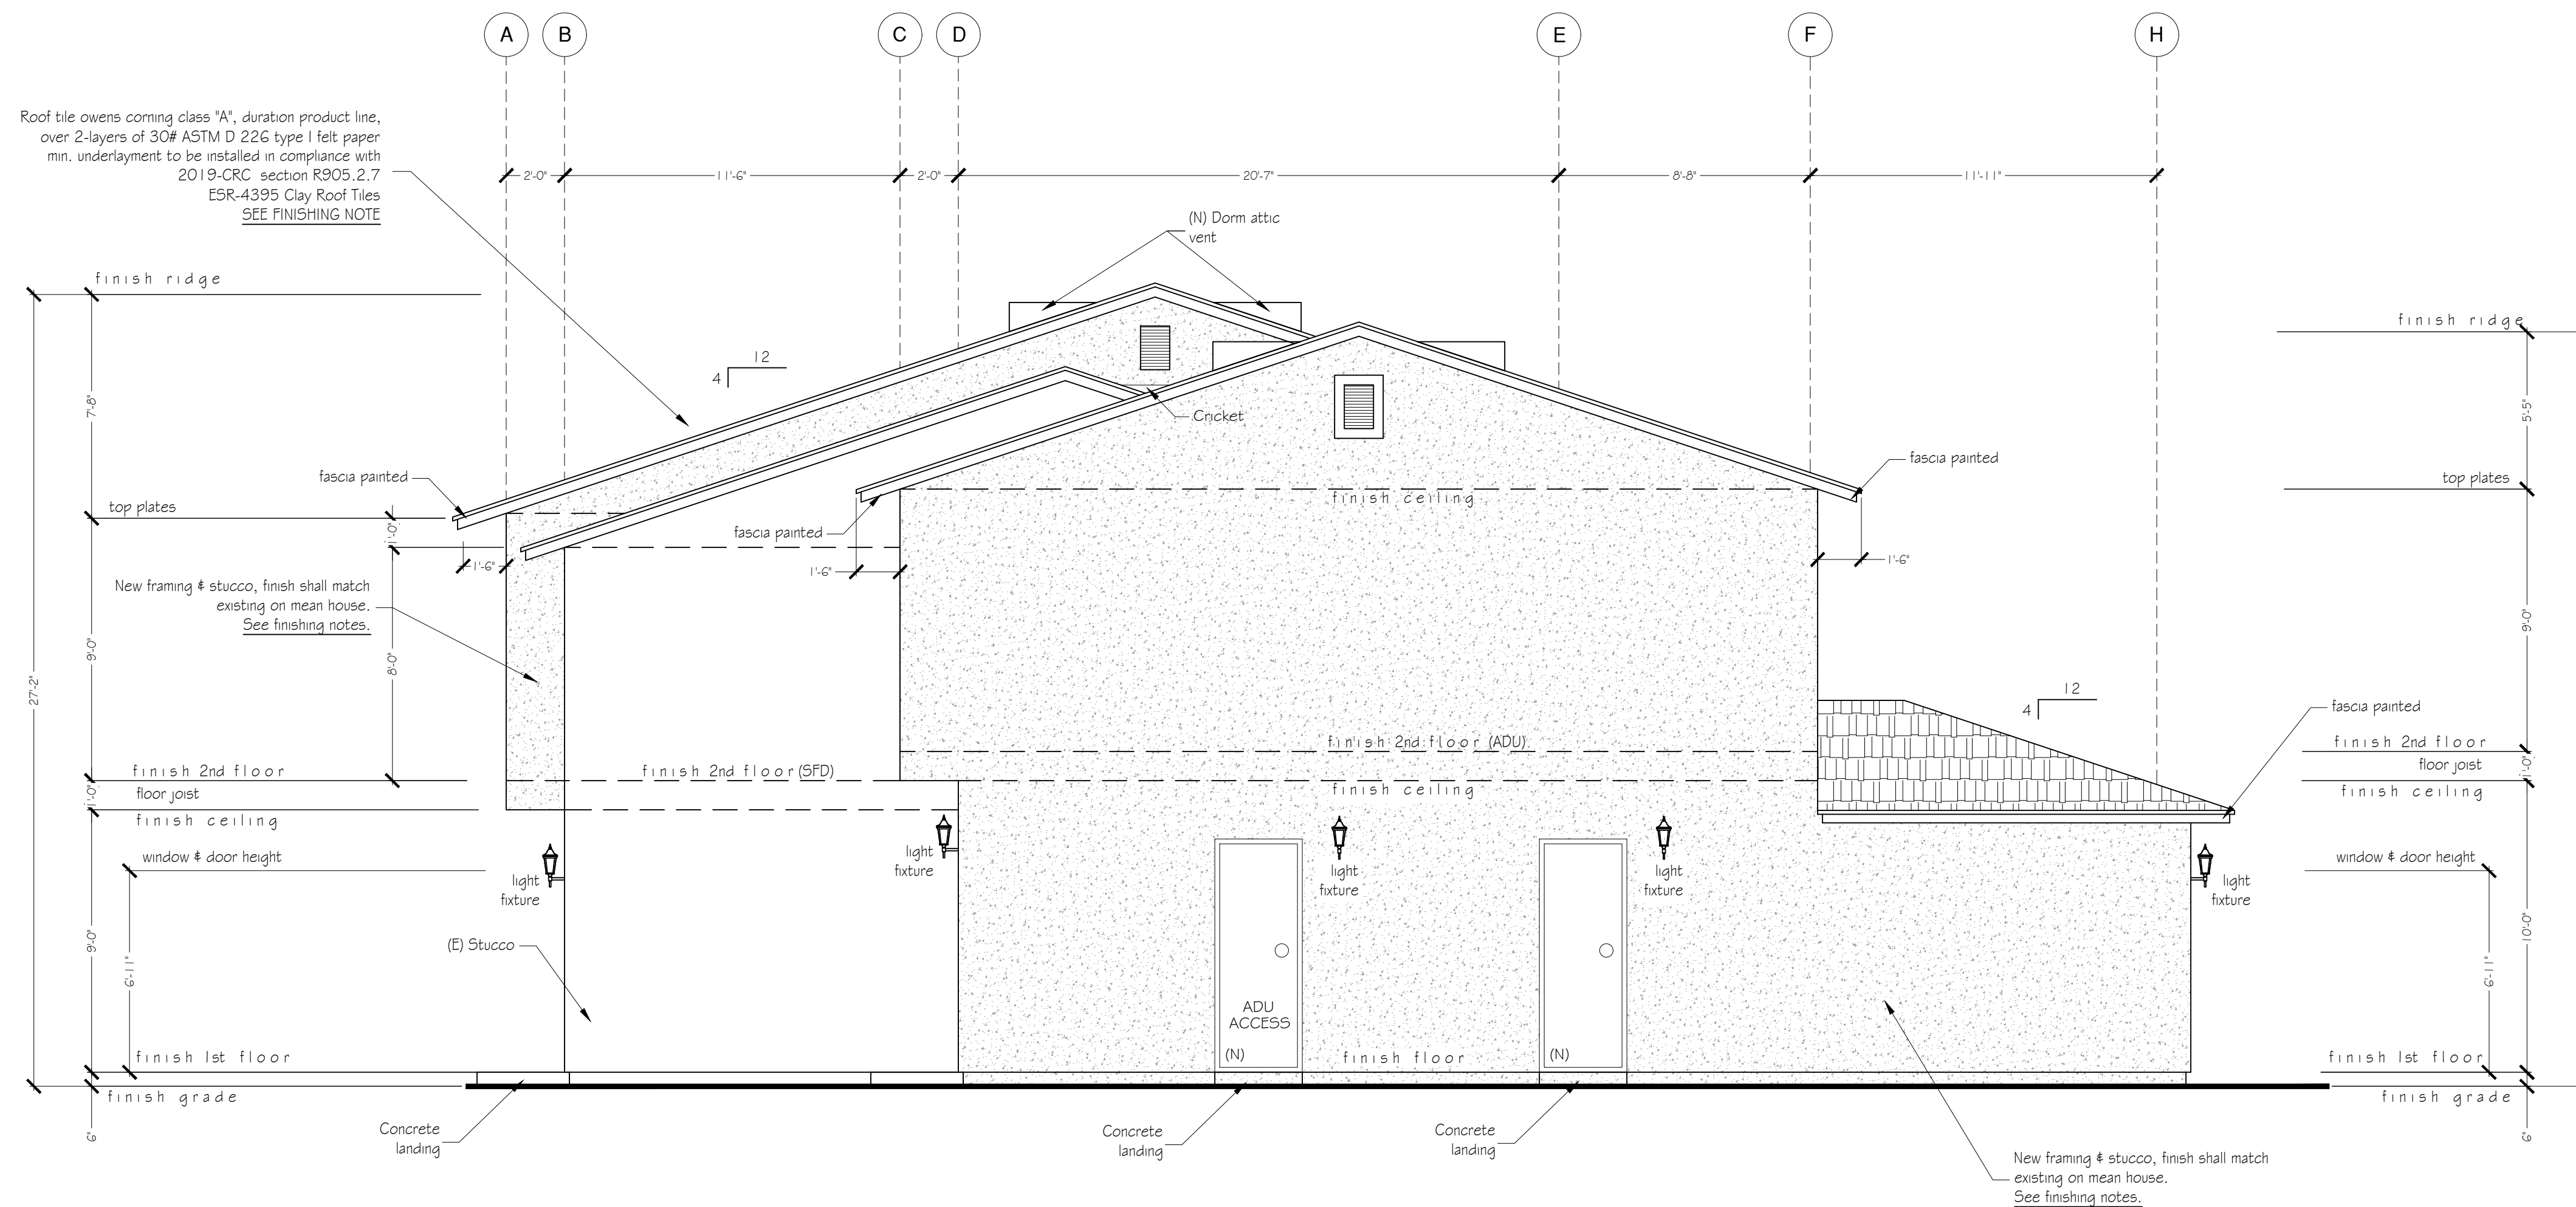 A
B
C
D
E
F
H
Roof tile owens corning class "A", duration product line,
over 2-layers of 30# ASTM D 226 type I felt paper
min. underlayment to be installed in compliance with
2019-CRC section R905.2.7
ESR-4395 Clay Roof Tiles
SEE FINISHING NOTE
2'-0"
11'-6"
2'-0"
20'-7"
8'-8"
11'-11"
(N) Dorm attic
vent
finish ridge
finish ridge
12
4
7'-8"
5'-5"
Cricket
fascia painted
fascia painted
top plates
top plates
finish ceiling
1'-0"
fascia painted
1'-6"
1'-6"
1'-6"
New framing & stucco, finish shall match
existing on mean house.
See finishing notes.
9'-0"
8'-0"
9'-0"
27'-2"
12
4
fascia painted
finish 2nd floor (ADU)
finish 2nd floor
finish 2nd floor
finish 2nd floor (SFD)
floor joist
floor joist
1'-0"
1'-0"
finish ceiling
finish ceiling
finish ceiling
window & door height
window & door height
light
fixture
light
fixture
light
fixture
light
fixture
light
fixture
(E) Stucco
9'-0"
6'-11"
10'-0"
6'-11"
ADU
ACCESS
(N)
(N)
finish 1st floor
finish floor
finish 1st floor
finish grade
finish grade
6"
6"
Concrete
landing
Concrete
landing
Concrete
landing
New framing & stucco, finish shall match
existing on mean house.
See finishing notes.